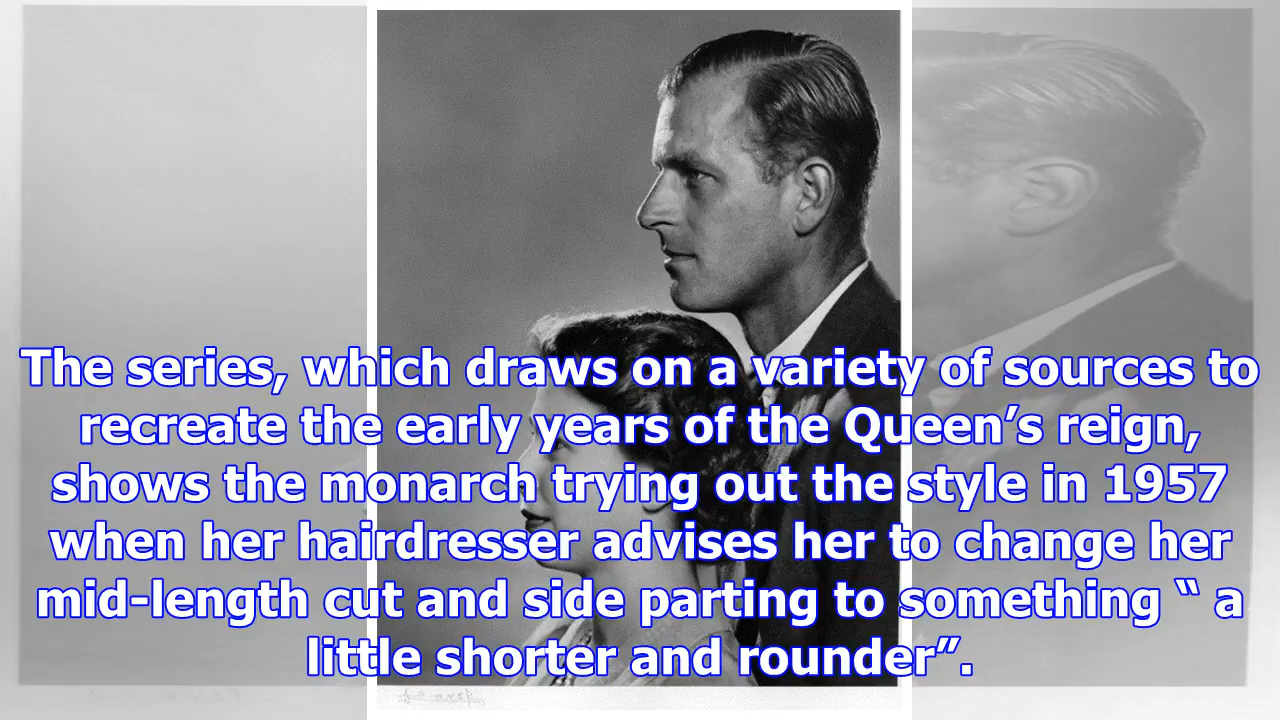 The series, which draws on a variety of sources to
recreate the early years of the Queen’s reign,
shows the monarch trying out the style in 1957
when her hairdresser advises her to change her
mid-length cut and side parting to something “ a
little shorter and rounder”.